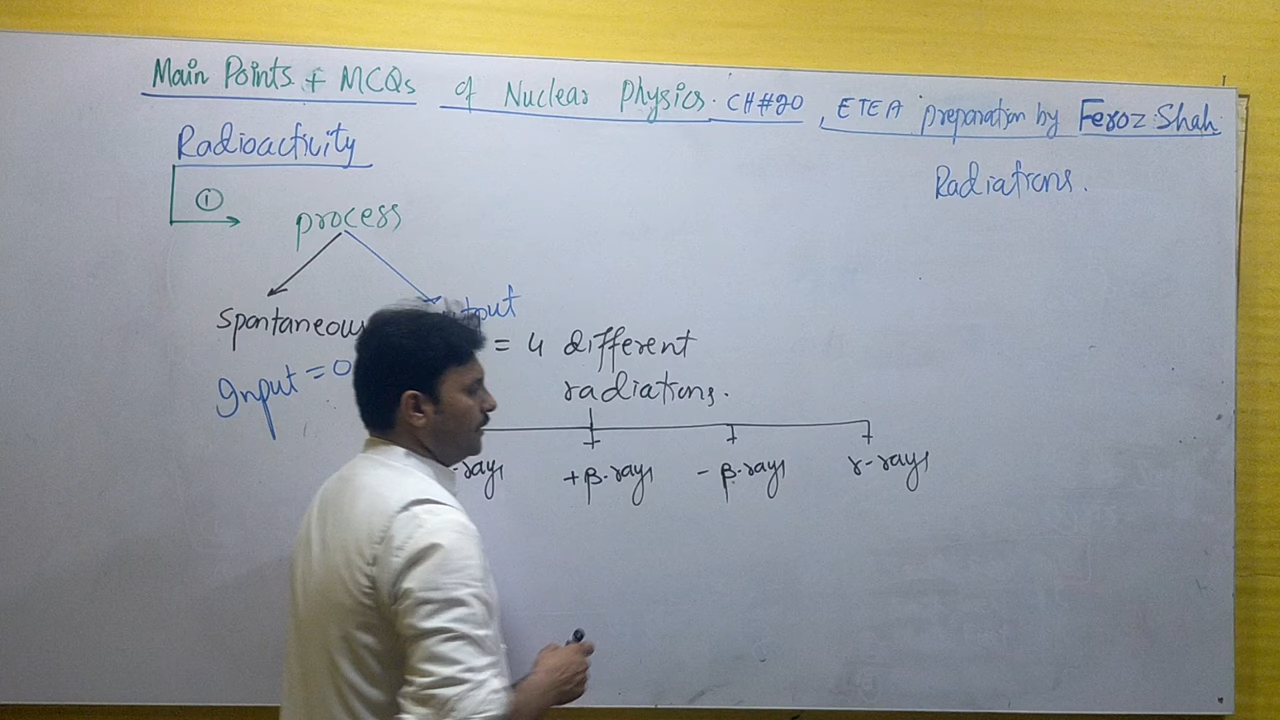 Main Points + MCQs of Nuclear Physics. CH#20, ETEA preparation by Feroz Shah
Radioactivity
Radiations.
①
process
Spontaneous
Input = 0
= 4 different
radiations.
-rays
+β-rays
-β-rays
γ-rays